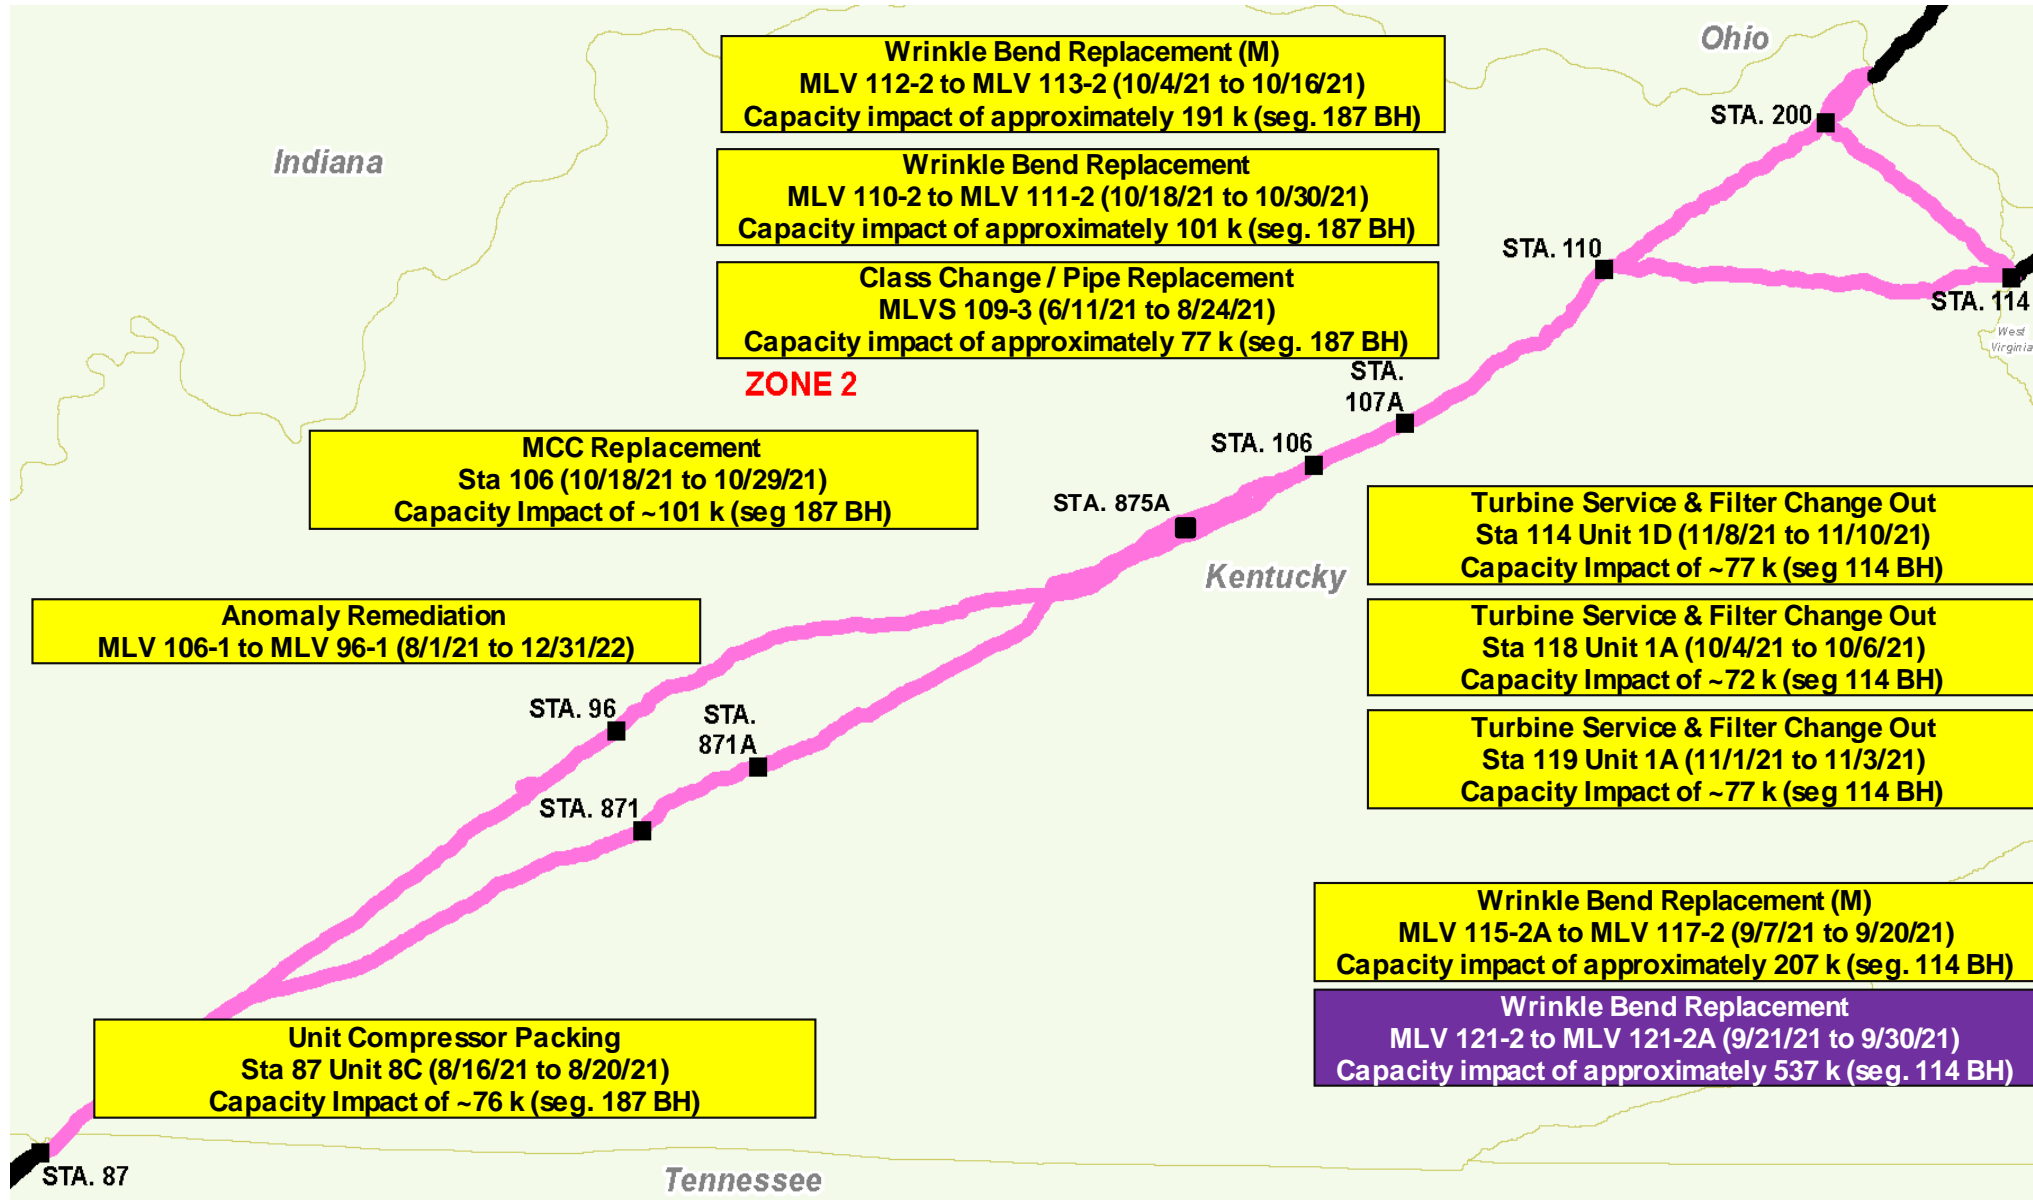 Ohio
Wrinkle Bend Replacement (M)
MLV 112-2 to MLV 113-2 (10/4/21 to 10/16/21)
Capacity impact of approximately 191 k (seg. 187 BH)
STA. 200
Indiana
Wrinkle Bend Replacement
MLV 110-2 to MLV 111-2 (10/18/21 to 10/30/21)
Capacity impact of approximately 101 k (seg. 187 BH)
STA. 110
Class Change / Pipe Replacement
MLVS 109-3 (6/11/21 to 8/24/21)
Capacity impact of approximately 77 k (seg. 187 BH)
STA. 114
West
Virginia
ZONE 2
STA.
107A
STA. 106
MCC Replacement
Sta 106 (10/18/21 to 10/29/21)
Capacity Impact of ~101 k (seg 187 BH)
STA. 875A
Kentucky
Turbine Service & Filter Change Out
Sta 114 Unit 1D (11/8/21 to 11/10/21)
Capacity Impact of ~77 k (seg 114 BH)
Anomaly Remediation
MLV 106-1 to MLV 96-1 (8/1/21 to 12/31/22)
Turbine Service & Filter Change Out
Sta 118 Unit 1A (10/4/21 to 10/6/21)
Capacity Impact of ~72 k (seg 114 BH)
STA. 96
STA.
871A
Turbine Service & Filter Change Out
Sta 119 Unit 1A (11/1/21 to 11/3/21)
Capacity Impact of ~77 k (seg 114 BH)
STA. 871
Wrinkle Bend Replacement (M)
MLV 115-2A to MLV 117-2 (9/7/21 to 9/20/21)
Capacity impact of approximately 207 k (seg. 114 BH)
Wrinkle Bend Replacement
MLV 121-2 to MLV 121-2A (9/21/21 to 9/30/21)
Capacity impact of approximately 537 k (seg. 114 BH)
Unit Compressor Packing
Sta 87 Unit 8C (8/16/21 to 8/20/21)
Capacity Impact of ~76 k (seg. 187 BH)
STA. 87
Tennessee